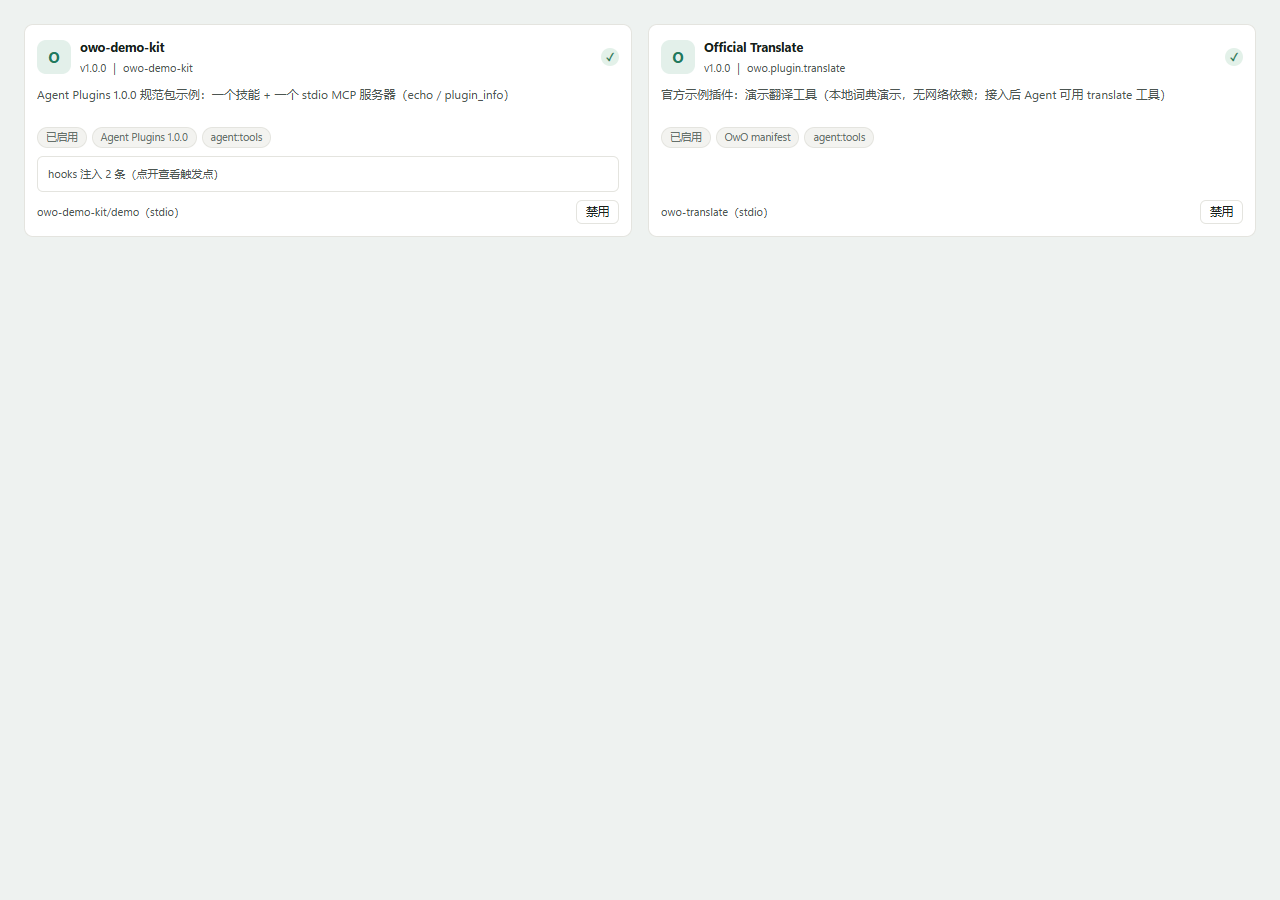 O
owo-demo-kit
v1.0.0 | owo-demo-kit
✓
Agent Plugins 1.0.0 规范包示例：一个技能 + 一个 stdio MCP 服务器（echo / plugin_info）
已启用 Agent Plugins 1.0.0 agent:tools
hooks 注入 2 条（点开查看触发点）
owo-demo-kit/demo（stdio） 禁用
O
Official Translate
v1.0.0 | owo.plugin.translate
✓
官方示例插件：演示翻译工具（本地词典演示，无网络依赖；接入后 Agent 可用 translate 工具）
已启用 OwO manifest agent:tools
owo-translate（stdio） 禁用